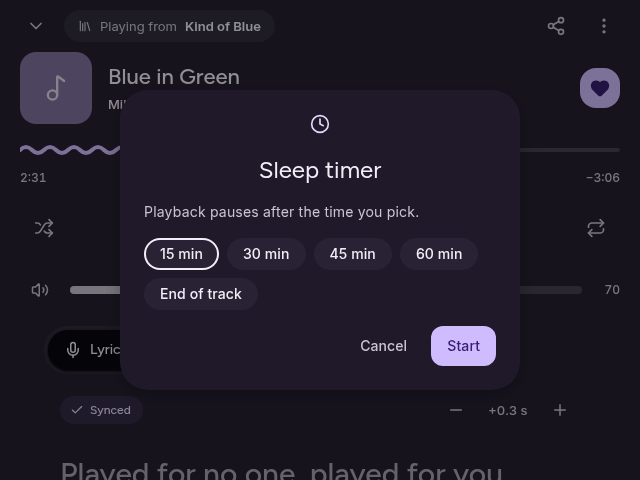 Playing from Kind of Blue
Blue in Green
Mil
Sleep timer
Playback pauses after the time you pick.
15 min 30 min 45 min 60 min
End of track
Cancel Start
2:31 −3:06
70
Lyric
Synced +0.3 s
Played for no one, played for you